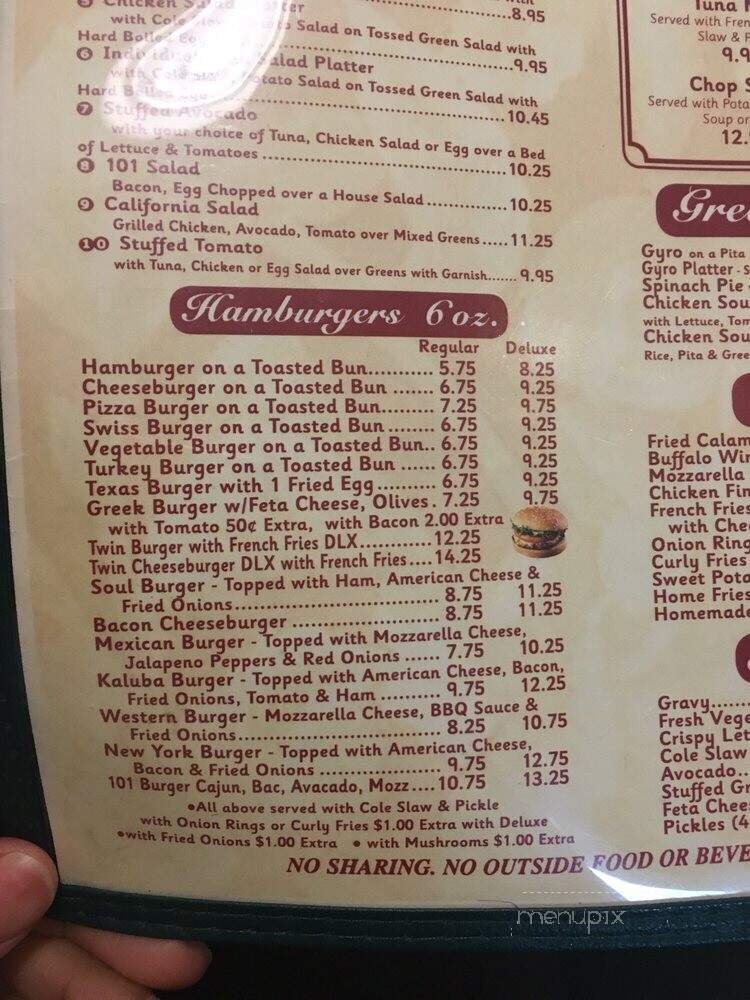 5 Chicken Salad
...8.95
with Cole Salad on Tossed Green Salad with
Hard Boiled
6 Salad Platter ...9.95
with Cole Potato Salad on Tossed Green Salad with
Hard Boiled ...10.45
7 Stuffed Avocado
with your choice of Tuna, Chicken Salad or Egg over a Bed
of Lettuce & Tomatoes ...10.25
8 101 Salad
Bacon, Egg Chopped over a House Salad ...10.25
9 California Salad
Grilled Chicken, Avocado, Tomato over Mixed Greens.....11.25
10 Stuffed Tomato
with Tuna, Chicken or Egg Salad over Greens with Garnish....... 9.95
Hamburgers 6 oz.
Regular Deluxe
Hamburger on a Toasted Bun........... 5.75 8.25
Cheeseburger on a Toasted Bun ....... 6.75 9.25
Pizza Burger on a Toasted Bun......... 7.25 9.75
Swiss Burger on a Toasted Bun ........ 6.75 9.25
Vegetable Burger on a Toasted Bun.. 6.75 9.25
Turkey Burger on a Toasted Bun ...... 6.75 9.25
Texas Burger with 1 Fried Egg.......... 6.75 9.25
Greek Burger w/Feta Cheese, Olives. 7.25 9.75
with Tomato 50¢ Extra, with Bacon 2.00 Extra
Twin Burger with French Fries DLX............12.25
Twin Cheeseburger DLX with French Fries....14.25
Soul Burger - Topped with Ham, American Cheese &
Fried Onions............................ 8.75 11.25
Bacon Cheeseburger ...................... 8.75 11.25
Mexican Burger - Topped with Mozzarella Cheese,
Jalapeno Peppers & Red Onions ...... 7.75 10.25
Kaluba Burger - Topped with American Cheese, Bacon,
Fried Onions, Tomato & Ham .......... 9.75 12.25
Western Burger - Mozzarella Cheese, BBQ Sauce &
Fried Onions............................ 8.25 10.75
New York Burger - Topped with American Cheese,
Bacon & Fried Onions .................. 9.75 12.75
101 Burger Cajun, Bac, Avacado, Mozz....10.75 13.25
•All above served with Cole Slaw & Pickle
with Onion Rings or Curly Fries $1.00 Extra with Deluxe
•with Fried Onions $1.00 Extra • with Mushrooms $1.00 Extra
NO SHARING. NO OUTSIDE FOOD OR BEVE
Tuna
Served with Fren
Slaw & F
9.9
Chop S
Served with Pota
Soup or
12.
Gree
Gyro on a Pita
Gyro Platter - S
Spinach Pie
Chicken Sou
with Lettuce, Tom
Chicken Sou
Rice, Pita & Gree
Fried Calam
Buffalo Win
Mozzarella
Chicken Fin
French Fries
with Che
Onion Ring
Curly Fries
Sweet Pota
Home Fries
Homemade
Gravy.......
Fresh Vege
Crispy Let
Cole Slaw
Avocado..
Stuffed Gr
Feta Chee
Pickles (4
menupix